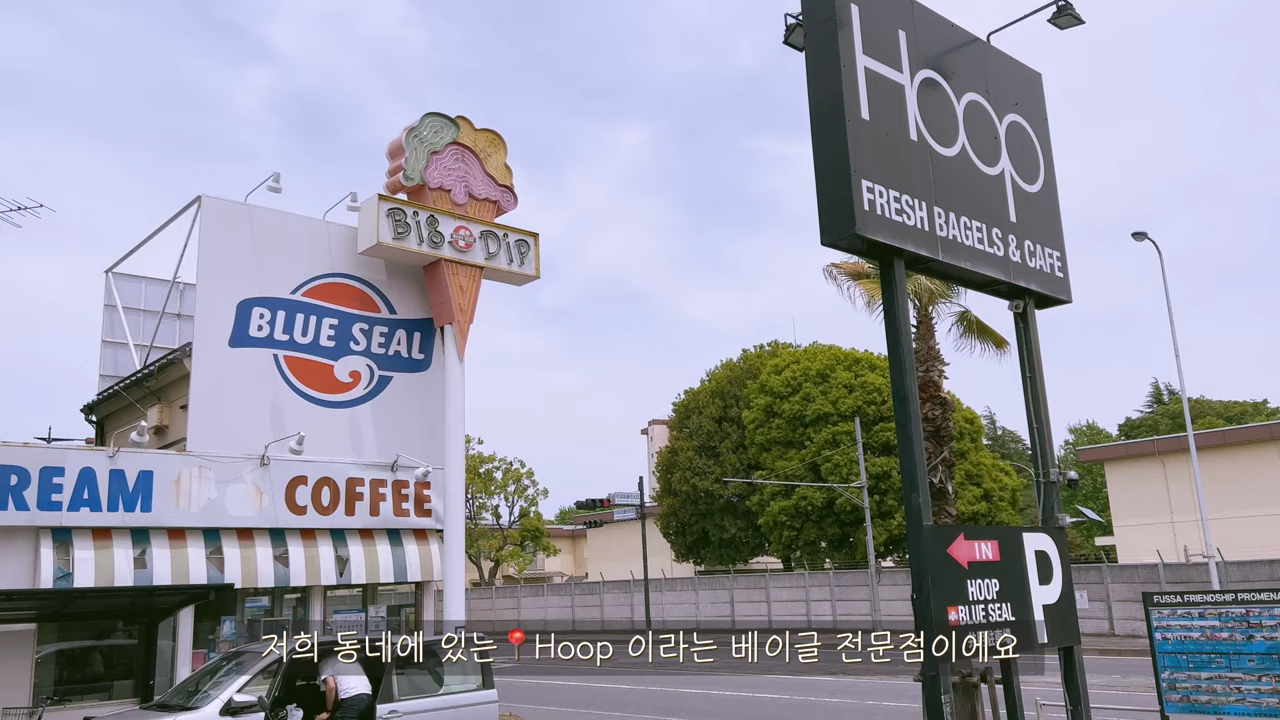 Hoop
FRESH BAGELS & CAFE
Big Dip
BLUE SEAL
REAM
COFFEE
IN
HOOP
BLUE SEAL
P
FUSSA FRIENDSHIP PROMENA
저희 동네에 있는📍Hoop 이라는 베이글 전문점이에요